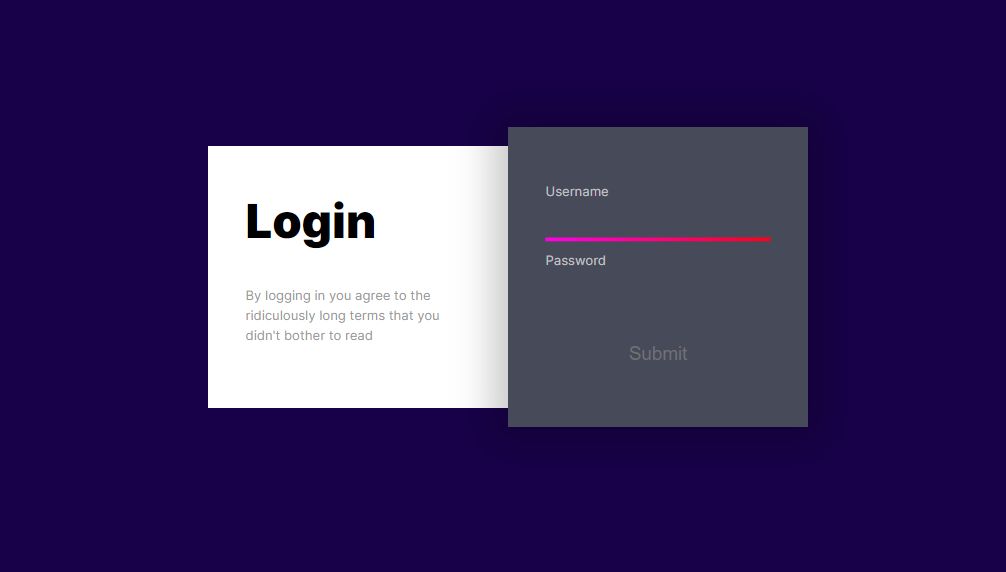 Login
By logging in you agree to the
ridiculously long terms that you
didn't bother to read
Username
Password
Submit